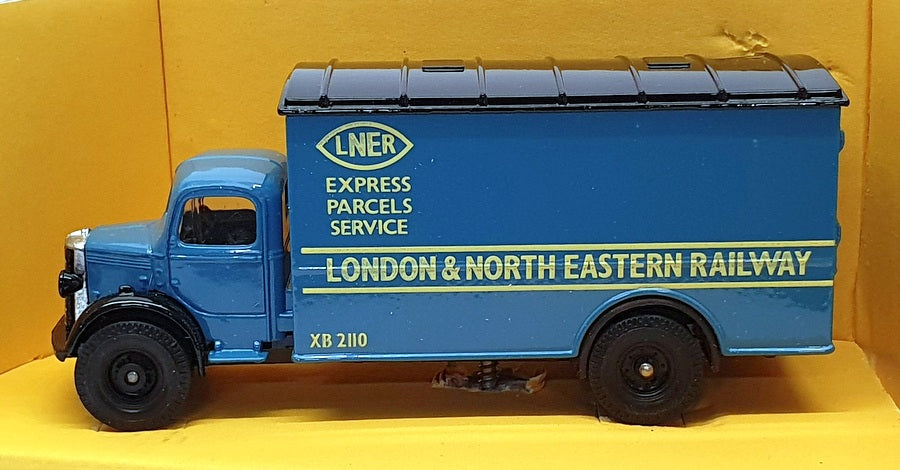 LNER
EXPRESS
PARCELS
SERVICE
LONDON & NORTH EASTERN RAILWAY
XB 2110